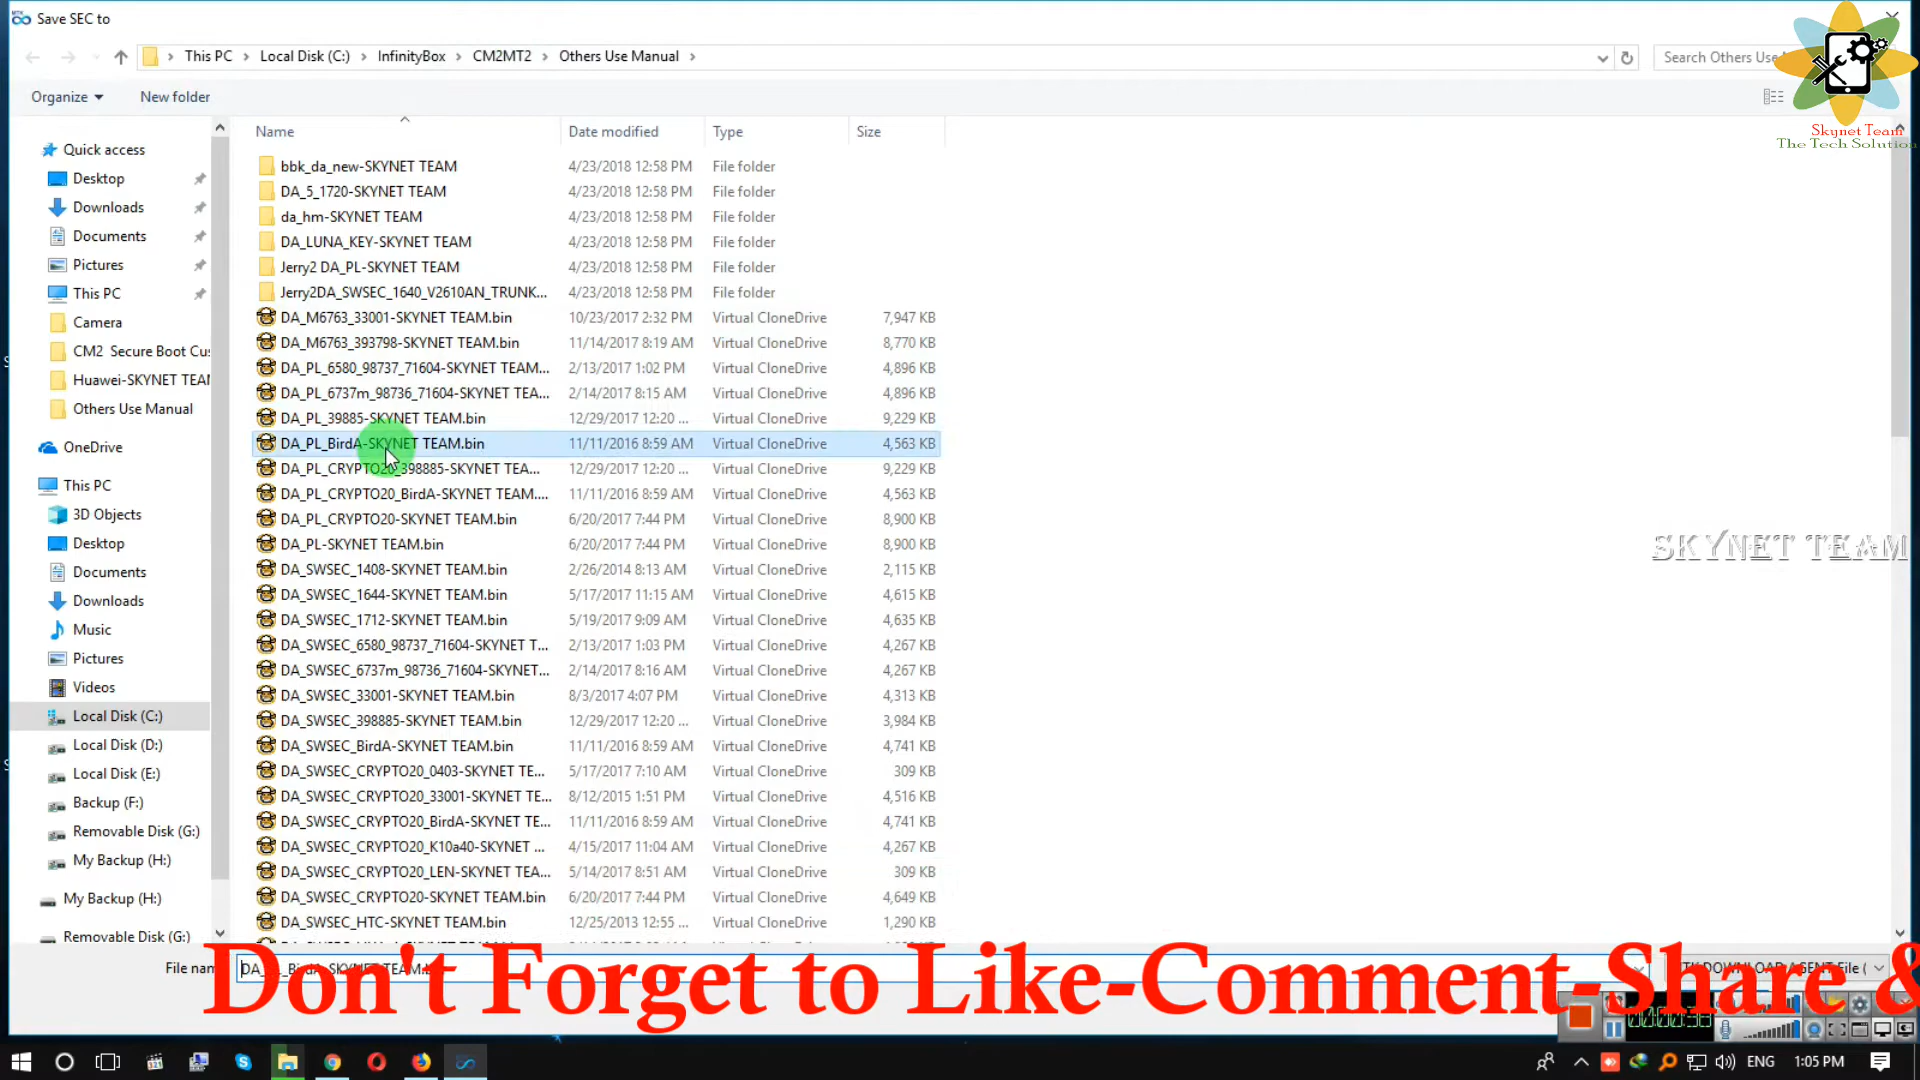 Save SEC to
This PC > Local Disk (C:) > InfinityBox > CM2MT2 > Others Use Manual >
Search Others Use
Skynet Team
The Tech Solution
Organize
New folder
Name
Date modified
Type
Size
Quick access
Desktop
Downloads
Documents
Pictures
This PC
Camera
CM2 Secure Boot Cus
Huawei-SKYNET TEAM
Others Use Manual
OneDrive
This PC
3D Objects
Desktop
Documents
Downloads
Music
Pictures
Videos
Local Disk (C:)
Local Disk (D:)
Local Disk (E:)
Backup (F:)
Removable Disk (G:)
My Backup (H:)
My Backup (H:)
Removable Disk (G:)
bbk_da_new-SKYNET TEAM 4/23/2018 12:58 PM File folder
DA_5_1720-SKYNET TEAM 4/23/2018 12:58 PM File folder
da_hm-SKYNET TEAM 4/23/2018 12:58 PM File folder
DA_LUNA_KEY-SKYNET TEAM 4/23/2018 12:58 PM File folder
Jerry2 DA_PL-SKYNET TEAM 4/23/2018 12:58 PM File folder
Jerry2DA_SWSEC_1640_V2610AN_TRUNK... 4/23/2018 12:58 PM File folder
DA_M6763_33001-SKYNET TEAM.bin 10/23/2017 2:32 PM Virtual CloneDrive 7,947 KB
DA_M6763_393798-SKYNET TEAM.bin 11/14/2017 8:19 AM Virtual CloneDrive 8,770 KB
DA_PL_6580_98737_71604-SKYNET TEAM... 2/13/2017 1:02 PM Virtual CloneDrive 4,896 KB
DA_PL_6737m_98736_71604-SKYNET TEA... 2/14/2017 8:15 AM Virtual CloneDrive 4,896 KB
DA_PL_39885-SKYNET TEAM.bin 12/29/2017 12:20 ... Virtual CloneDrive 9,229 KB
DA_PL_BirdA-SKYNET TEAM.bin 11/11/2016 8:59 AM Virtual CloneDrive 4,563 KB
DA_PL_CRYPTO20_398885-SKYNET TEA... 12/29/2017 12:20 ... Virtual CloneDrive 9,229 KB
DA_PL_CRYPTO20_BirdA-SKYNET TEAM.... 11/11/2016 8:59 AM Virtual CloneDrive 4,563 KB
DA_PL_CRYPTO20-SKYNET TEAM.bin 6/20/2017 7:44 PM Virtual CloneDrive 8,900 KB
DA_PL-SKYNET TEAM.bin 6/20/2017 7:44 PM Virtual CloneDrive 8,900 KB
DA_SWSEC_1408-SKYNET TEAM.bin 2/26/2014 8:13 AM Virtual CloneDrive 2,115 KB
DA_SWSEC_1644-SKYNET TEAM.bin 5/17/2017 11:15 AM Virtual CloneDrive 4,615 KB
DA_SWSEC_1712-SKYNET TEAM.bin 5/19/2017 9:09 AM Virtual CloneDrive 4,635 KB
DA_SWSEC_6580_98737_71604-SKYNET T... 2/13/2017 1:03 PM Virtual CloneDrive 4,267 KB
DA_SWSEC_6737m_98736_71604-SKYNET... 2/14/2017 8:16 AM Virtual CloneDrive 4,267 KB
DA_SWSEC_33001-SKYNET TEAM.bin 8/3/2017 4:07 PM Virtual CloneDrive 4,313 KB
DA_SWSEC_398885-SKYNET TEAM.bin 12/29/2017 12:20 ... Virtual CloneDrive 3,984 KB
DA_SWSEC_BirdA-SKYNET TEAM.bin 11/11/2016 8:59 AM Virtual CloneDrive 4,741 KB
DA_SWSEC_CRYPTO20_0403-SKYNET TE... 5/17/2017 7:10 AM Virtual CloneDrive 309 KB
DA_SWSEC_CRYPTO20_33001-SKYNET TE... 8/12/2015 1:51 PM Virtual CloneDrive 4,516 KB
DA_SWSEC_CRYPTO20_BirdA-SKYNET TE... 11/11/2016 8:59 AM Virtual CloneDrive 4,741 KB
DA_SWSEC_CRYPTO20_K10a40-SKYNET ... 4/15/2017 11:04 AM Virtual CloneDrive 4,267 KB
DA_SWSEC_CRYPTO20_LEN-SKYNET TEA... 5/14/2017 8:51 AM Virtual CloneDrive 309 KB
DA_SWSEC_CRYPTO20-SKYNET TEAM.bin 6/20/2017 7:44 PM Virtual CloneDrive 4,649 KB
DA_SWSEC_HTC-SKYNET TEAM.bin 12/25/2013 12:55 ... Virtual CloneDrive 1,290 KB
SKYNET TEAM
File name
DOWNLOAD AGENT File (
Don't Forget to Like-Comment-Share &
ENG
1:05 PM